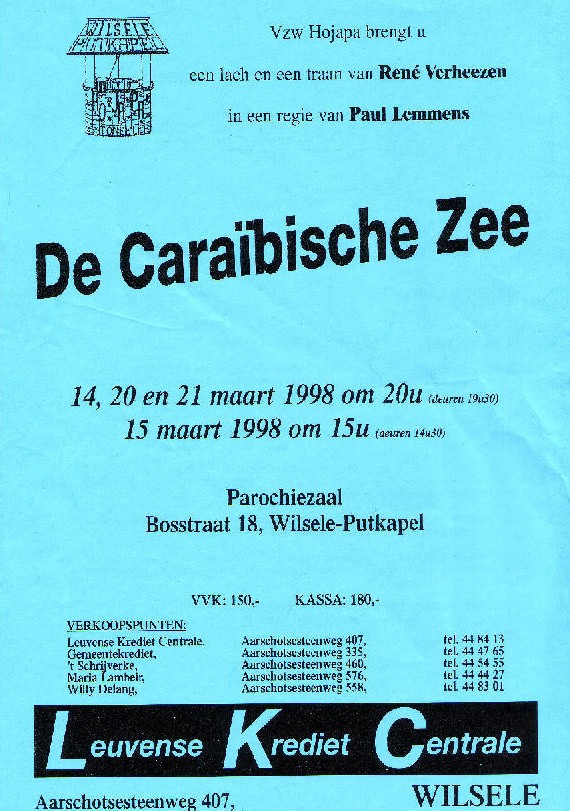 WILSELE
PUTKAPEL
Vzw Hojapa brengt u
een lach en een traan van René Verheezen
in een regie van Paul Lemmens
De Caraïbische Zee
14, 20 en 21 maart 1998 om 20u (deuren 19u30)
15 maart 1998 om 15u (deuren 14u30)
Parochiezaal
Bosstraat 18, Wilsele-Putkapel
VVK: 150,- KASSA: 180,-
VERKOOPSPUNTEN:
Leuvense Krediet Centrale, Aarschotsesteenweg 407, tel. 44 84 13
Gemeentekrediet, Aarschotsesteenweg 335, tel. 44 47 65
't Schrijverke, Aarschotsesteenweg 460, tel. 44 54 55
Maria Lambeir, Aarschotsesteenweg 576, tel. 44 44 27
Willy Delang, Aarschotsesteenweg 558, tel. 44 83 01
Leuvense Krediet Centrale
Aarschotsesteenweg 407, WILSELE